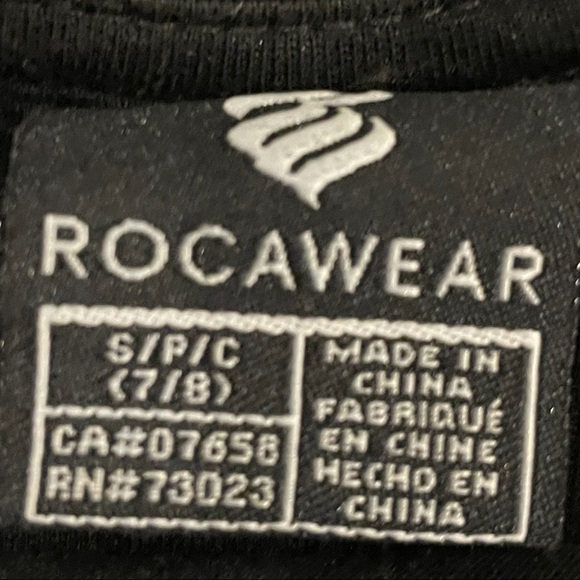 ROCAWEAR
S/P/C
(7/8)
CA#07658
RN#73023
MADE IN
CHINA
FABRIQUÉ
EN CHINE
HECHO EN
CHINA